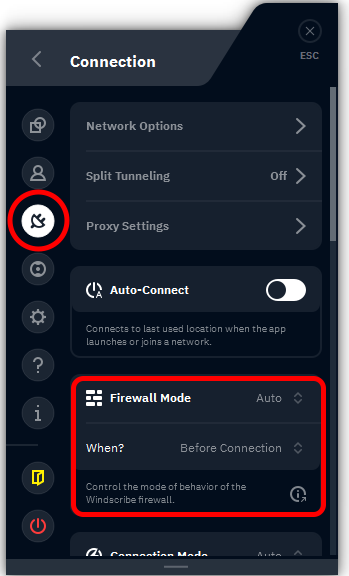 Connection
ESC
Network Options
Split Tunneling Off
Proxy Settings
Auto-Connect
Connects to last used location when the app
launches or joins a network.
Firewall Mode Auto
When? Before Connection
Control the mode of behavior of the
Windscribe firewall.
Connection Mode Auto